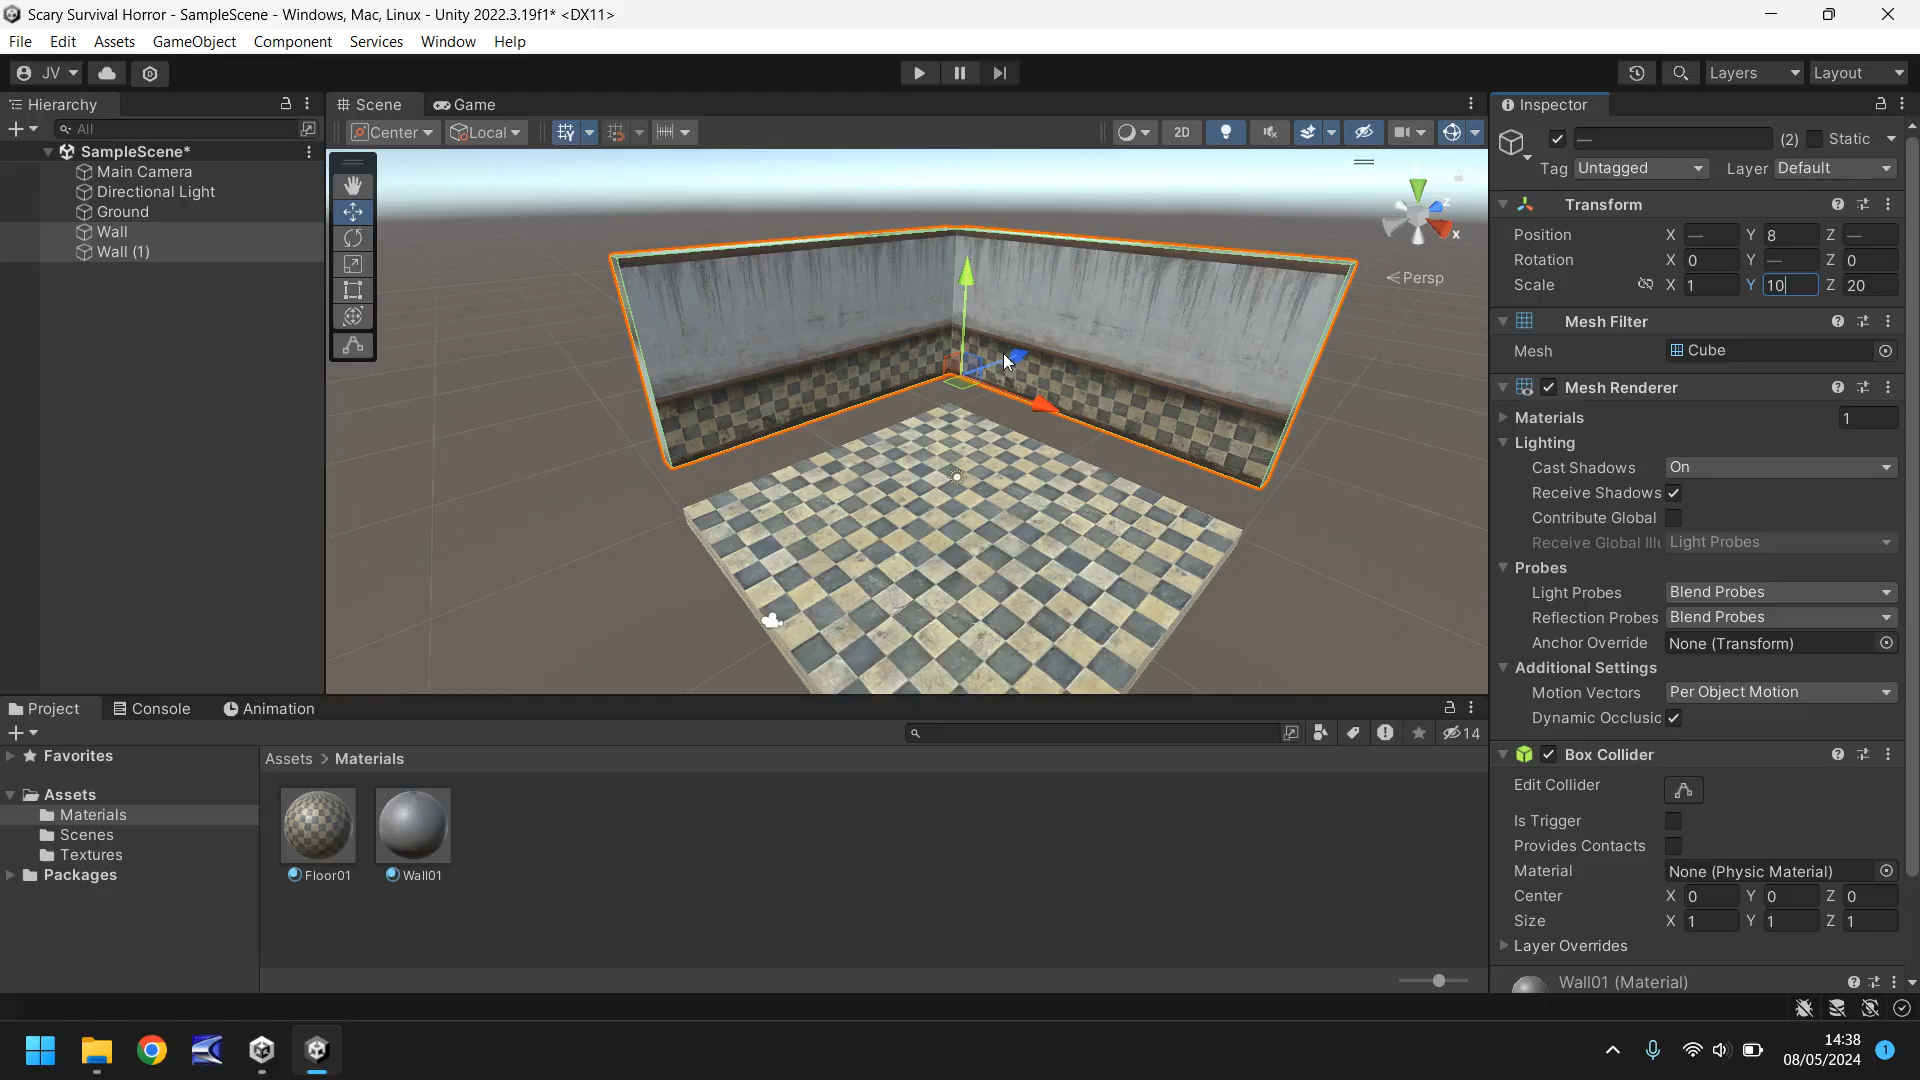 Scary Survival Horror - SampleScene - Windows, Mac, Linux - Unity 2022.3.19f1* <DX11>
File Edit Assets GameObject Component Services Window Help
JV Layers Layout
Hierarchy
All
SampleScene*
Main Camera
Directional Light
Ground
Wall
Wall (1)
Scene Game
Center Local 2D
z
x
Persp
Inspector
— (2) Static
Tag Untagged Layer Default
Transform
Position X — Y 8 Z —
Rotation X 0 Y — Z 0
Scale X 1 Y 10 Z 20
Mesh Filter
Mesh Cube
Mesh Renderer
Materials 1
Lighting
Cast Shadows On
Receive Shadows
Contribute Global
Receive Global Illu Light Probes
Probes
Light Probes Blend Probes
Reflection Probes Blend Probes
Anchor Override None (Transform)
Additional Settings
Motion Vectors Per Object Motion
Dynamic Occlusic
Box Collider
Edit Collider
Is Trigger
Provides Contacts
Material None (Physic Material)
Center X 0 Y 0 Z 0
Size X 1 Y 1 Z 1
Layer Overrides
Wall01 (Material)
Project Console Animation
14
Favorites
Assets
Materials
Scenes
Textures
Packages
Assets > Materials
Floor01 Wall01
14:38
08/05/2024
1